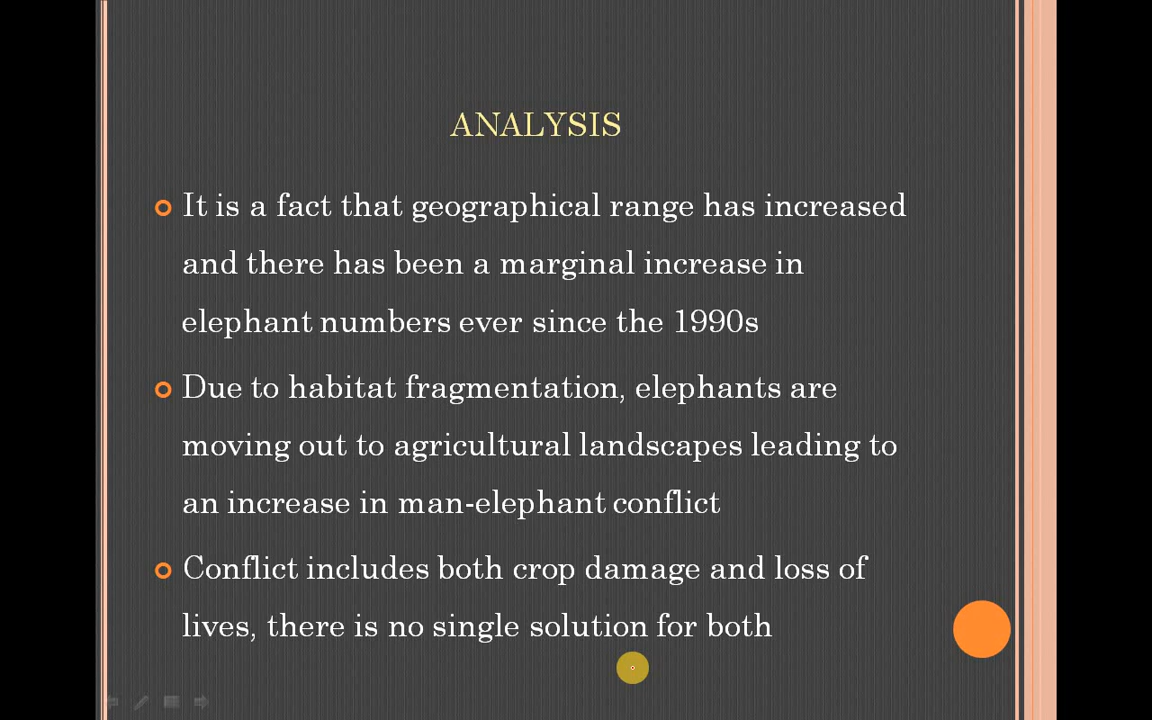 ANALYSIS
It is a fact that geographical range has increased
and there has been a marginal increase in
elephant numbers ever since the 1990s
Due to habitat fragmentation, elephants are
moving out to agricultural landscapes leading to
an increase in man-elephant conflict
Conflict includes both crop damage and loss of
lives, there is no single solution for both